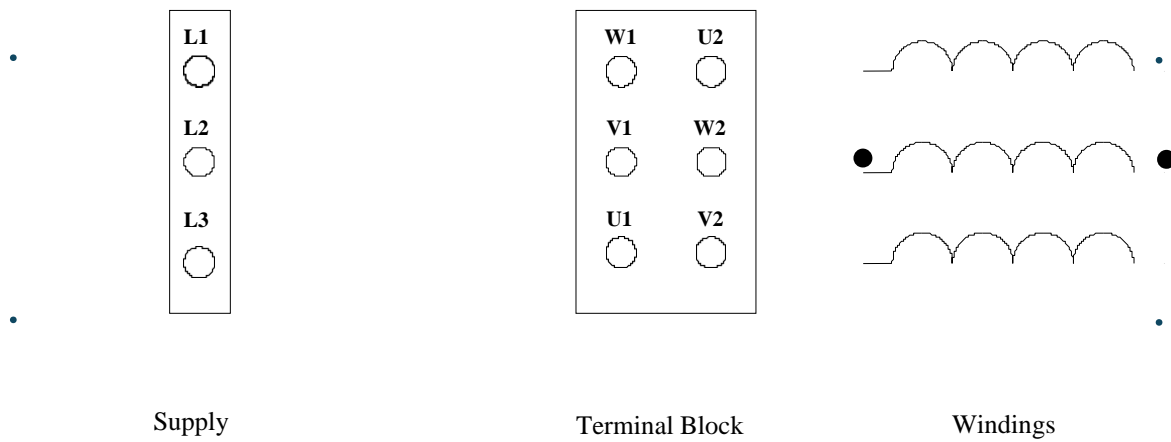 L1
W1 U2
L2
V1 W2
L3
U1 V2
Supply
Terminal Block
Windings